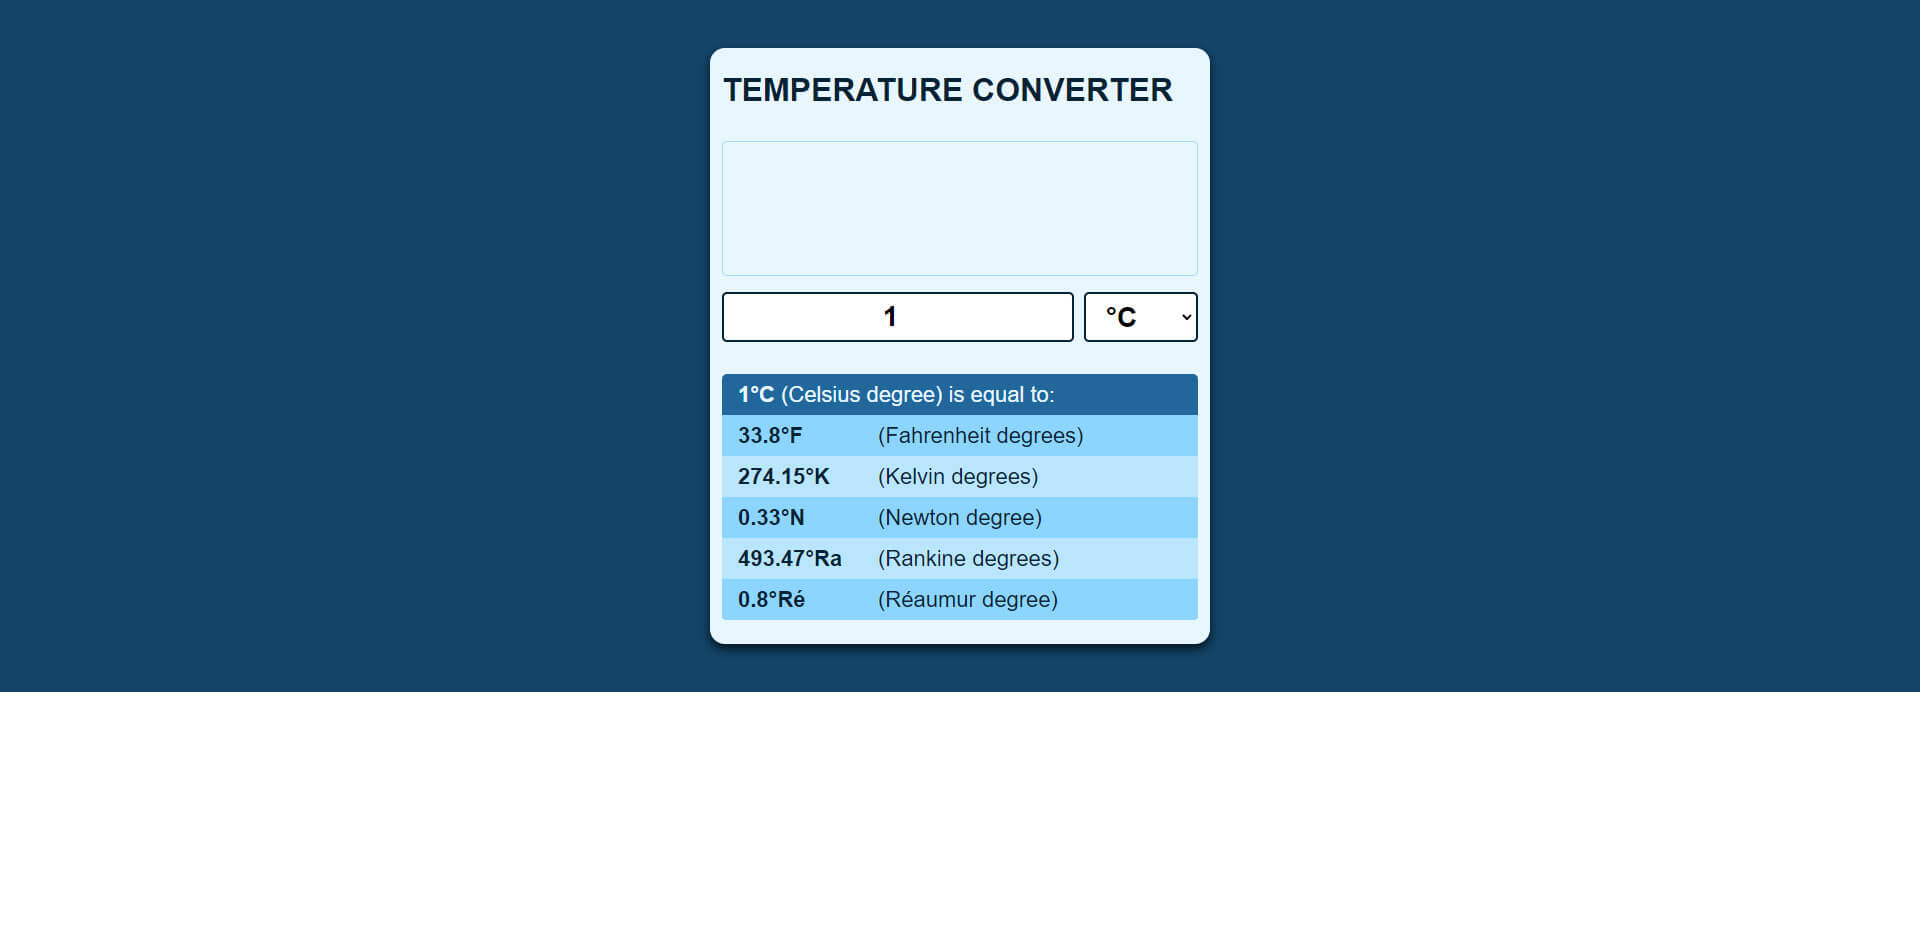 TEMPERATURE CONVERTER
1 °C
1°C (Celsius degree) is equal to:
33.8°F (Fahrenheit degrees)
274.15°K (Kelvin degrees)
0.33°N (Newton degree)
493.47°Ra (Rankine degrees)
0.8°Ré (Réaumur degree)